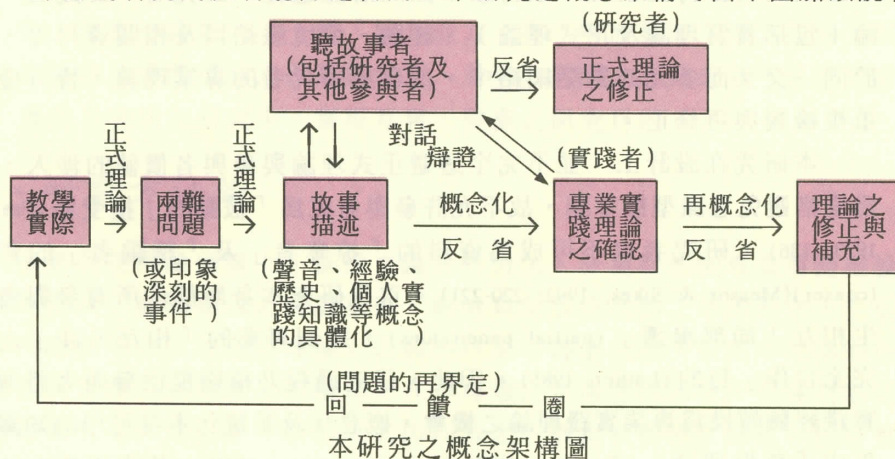 (研究者)
聽故事者
(包括研究者及
其他參與者)
反省
正式理論
之修正
對話
辯證
(實踐者)
正式理論
正式理論
教學
實際
兩難
問題
故事
描述
概念化
反省
專業實
踐理論
之確認
再概念化
反省
理論之
修正與
補充
(或印象
深刻的
事件)
(聲音、經驗、
歷史、個人實
踐知識等概念
的具體化)
(問題的再界定)
回饋圈
本研究之概念架構圖